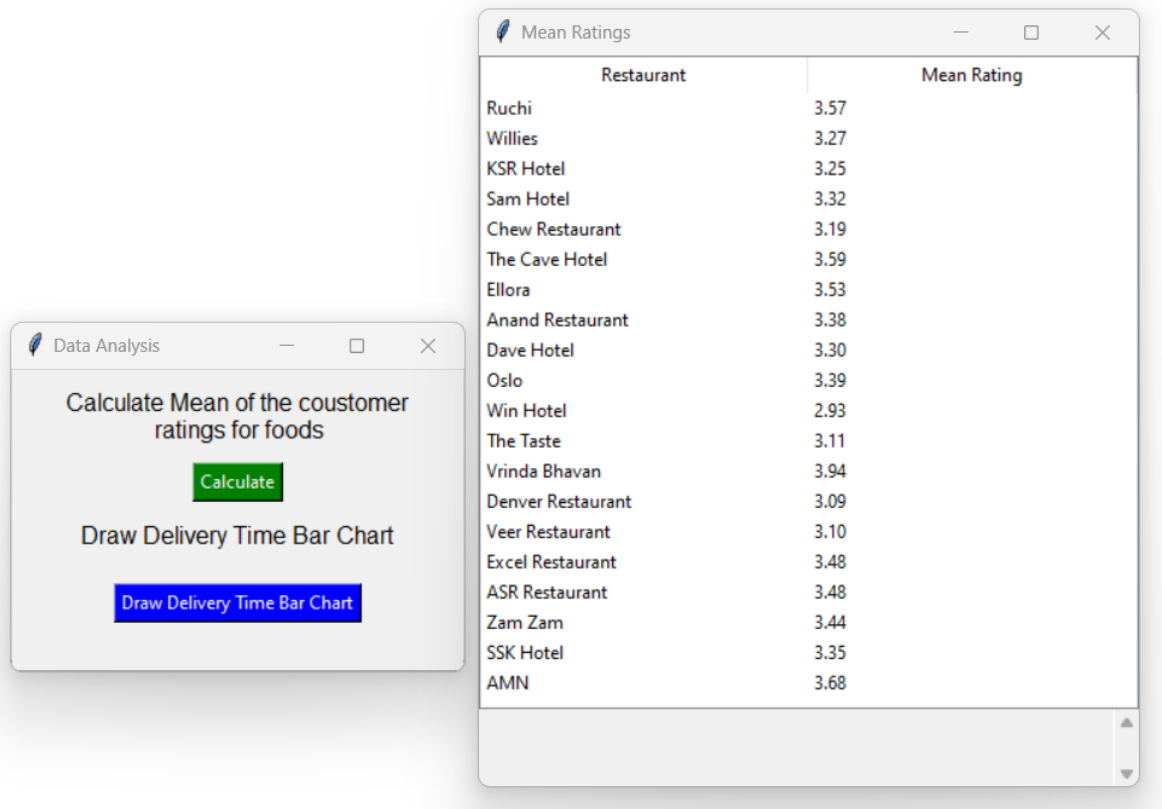 Mean Ratings
Restaurant Mean Rating
Ruchi 3.57
Willies 3.27
KSR Hotel 3.25
Sam Hotel 3.32
Chew Restaurant 3.19
The Cave Hotel 3.59
Ellora 3.53
Anand Restaurant 3.38
Dave Hotel 3.30
Oslo 3.39
Win Hotel 2.93
The Taste 3.11
Vrinda Bhavan 3.94
Denver Restaurant 3.09
Veer Restaurant 3.10
Excel Restaurant 3.48
ASR Restaurant 3.48
Zam Zam 3.44
SSK Hotel 3.35
AMN 3.68
Data Analysis
Calculate Mean of the coustomer
ratings for foods
Calculate
Draw Delivery Time Bar Chart
Draw Delivery Time Bar Chart